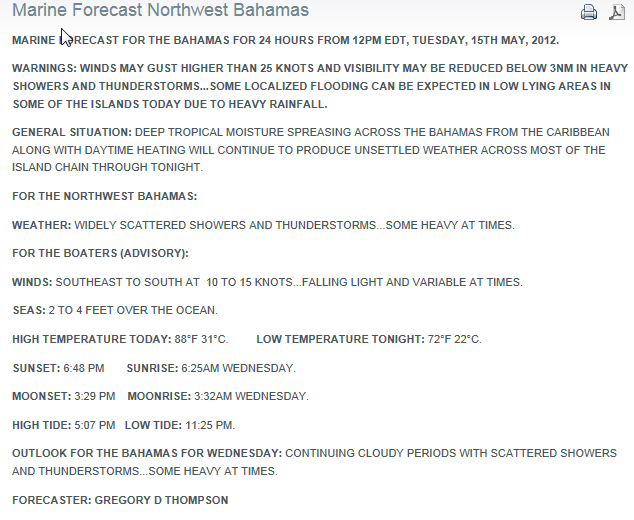 Marine Forecast Northwest Bahamas
MARINE FORECAST FOR THE BAHAMAS FOR 24 HOURS FROM 12PM EDT, TUESDAY, 15TH MAY, 2012.
WARNINGS: WINDS MAY GUST HIGHER THAN 25 KNOTS AND VISIBILITY MAY BE REDUCED BELOW 3NM IN HEAVY
SHOWERS AND THUNDERSTORMS...SOME LOCALIZED FLOODING CAN BE EXPECTED IN LOW LYING AREAS IN
SOME OF THE ISLANDS TODAY DUE TO HEAVY RAINFALL.
GENERAL SITUATION: DEEP TROPICAL MOISTURE SPREASING ACROSS THE BAHAMAS FROM THE CARIBBEAN
ALONG WITH DAYTIME HEATING WILL CONTINUE TO PRODUCE UNSETTLED WEATHER ACROSS MOST OF THE
ISLAND CHAIN THROUGH TONIGHT.
FOR THE NORTHWEST BAHAMAS:
WEATHER: WIDELY SCATTERED SHOWERS AND THUNDERSTORMS...SOME HEAVY AT TIMES.
FOR THE BOATERS (ADVISORY):
WINDS: SOUTHEAST TO SOUTH AT 10 TO 15 KNOTS...FALLING LIGHT AND VARIABLE AT TIMES.
SEAS: 2 TO 4 FEET OVER THE OCEAN.
HIGH TEMPERATURE TODAY: 88°F 31°C. LOW TEMPERATURE TONIGHT: 72°F 22°C.
SUNSET: 6:48 PM SUNRISE: 6:25AM WEDNESDAY.
MOONSET: 3:29 PM MOONRISE: 3:32AM WEDNESDAY.
HIGH TIDE: 5:07 PM LOW TIDE: 11:25 PM.
OUTLOOK FOR THE BAHAMAS FOR WEDNESDAY: CONTINUING CLOUDY PERIODS WITH SCATTERED SHOWERS
AND THUNDERSTORMS...SOME HEAVY AT TIMES.
FORECASTER: GREGORY D THOMPSON